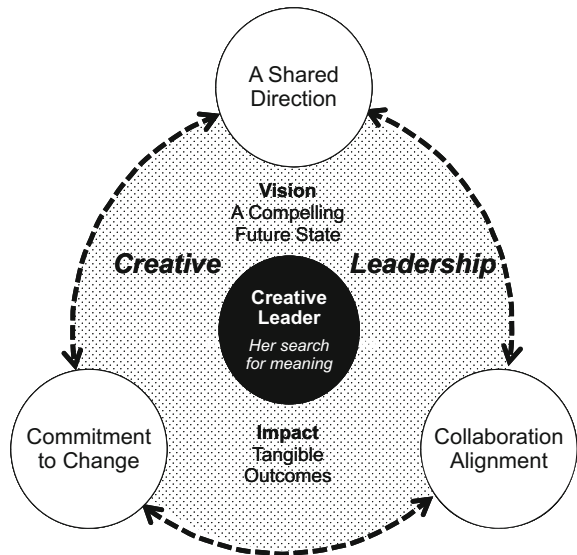 A Shared
Direction
Vision
A Compelling
Future State
Creative Leadership
Creative
Leader
Her search
for meaning
Commitment
to Change
Impact
Tangible
Outcomes
Collaboration
Alignment